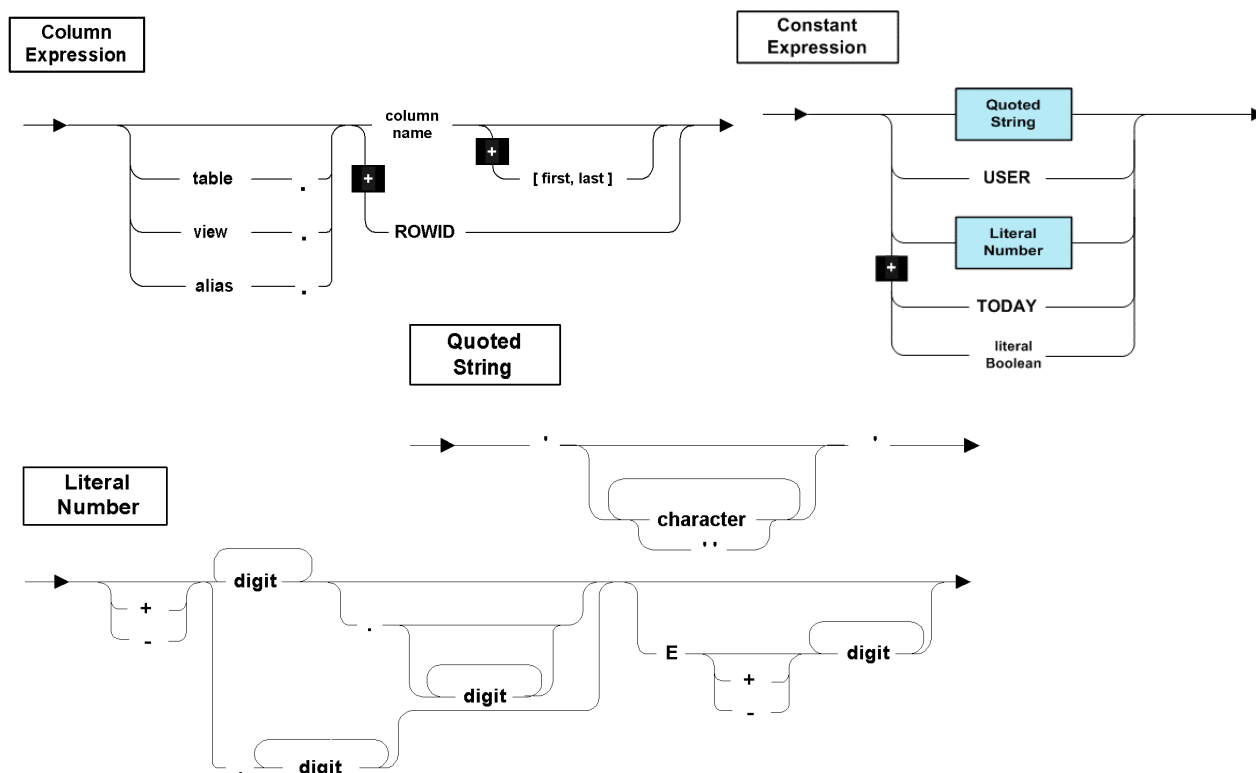 Column
Expression
Constant
Expression
column
name
+
+
[ first, last ]
table .
view .
alias .
ROWID
Quoted
String
USER
Literal
Number
+
TODAY
literal
Boolean
Quoted
String
' '
character
' '
Literal
Number
digit
+
-
.
digit
E
digit
+
-
. digit